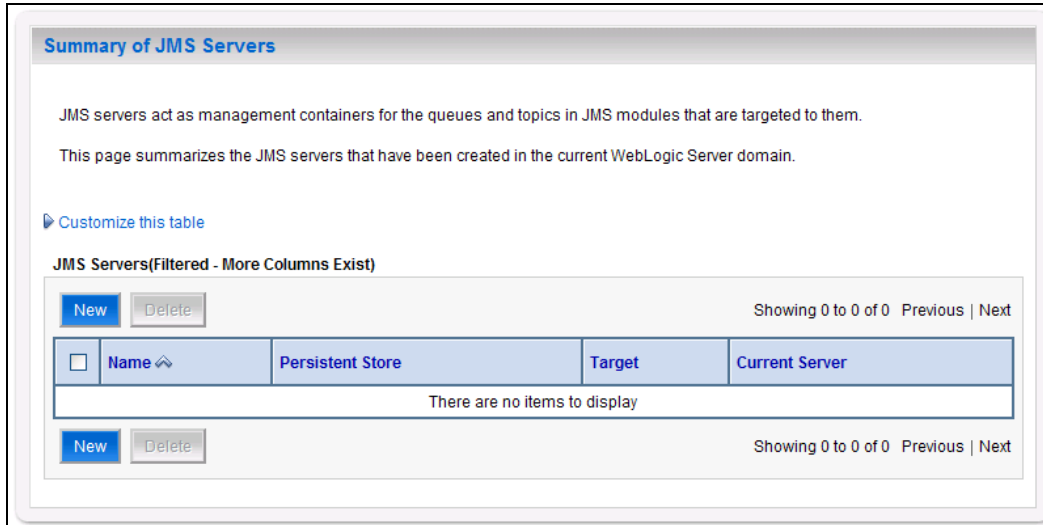 Summary of JMS Servers
JMS servers act as management containers for the queues and topics in JMS modules that are targeted to them.
This page summarizes the JMS servers that have been created in the current WebLogic Server domain.
Customize this table
JMS Servers(Filtered - More Columns Exist)
New Delete Showing 0 to 0 of 0 Previous | Next
Name Persistent Store Target Current Server
There are no items to display
New Delete Showing 0 to 0 of 0 Previous | Next